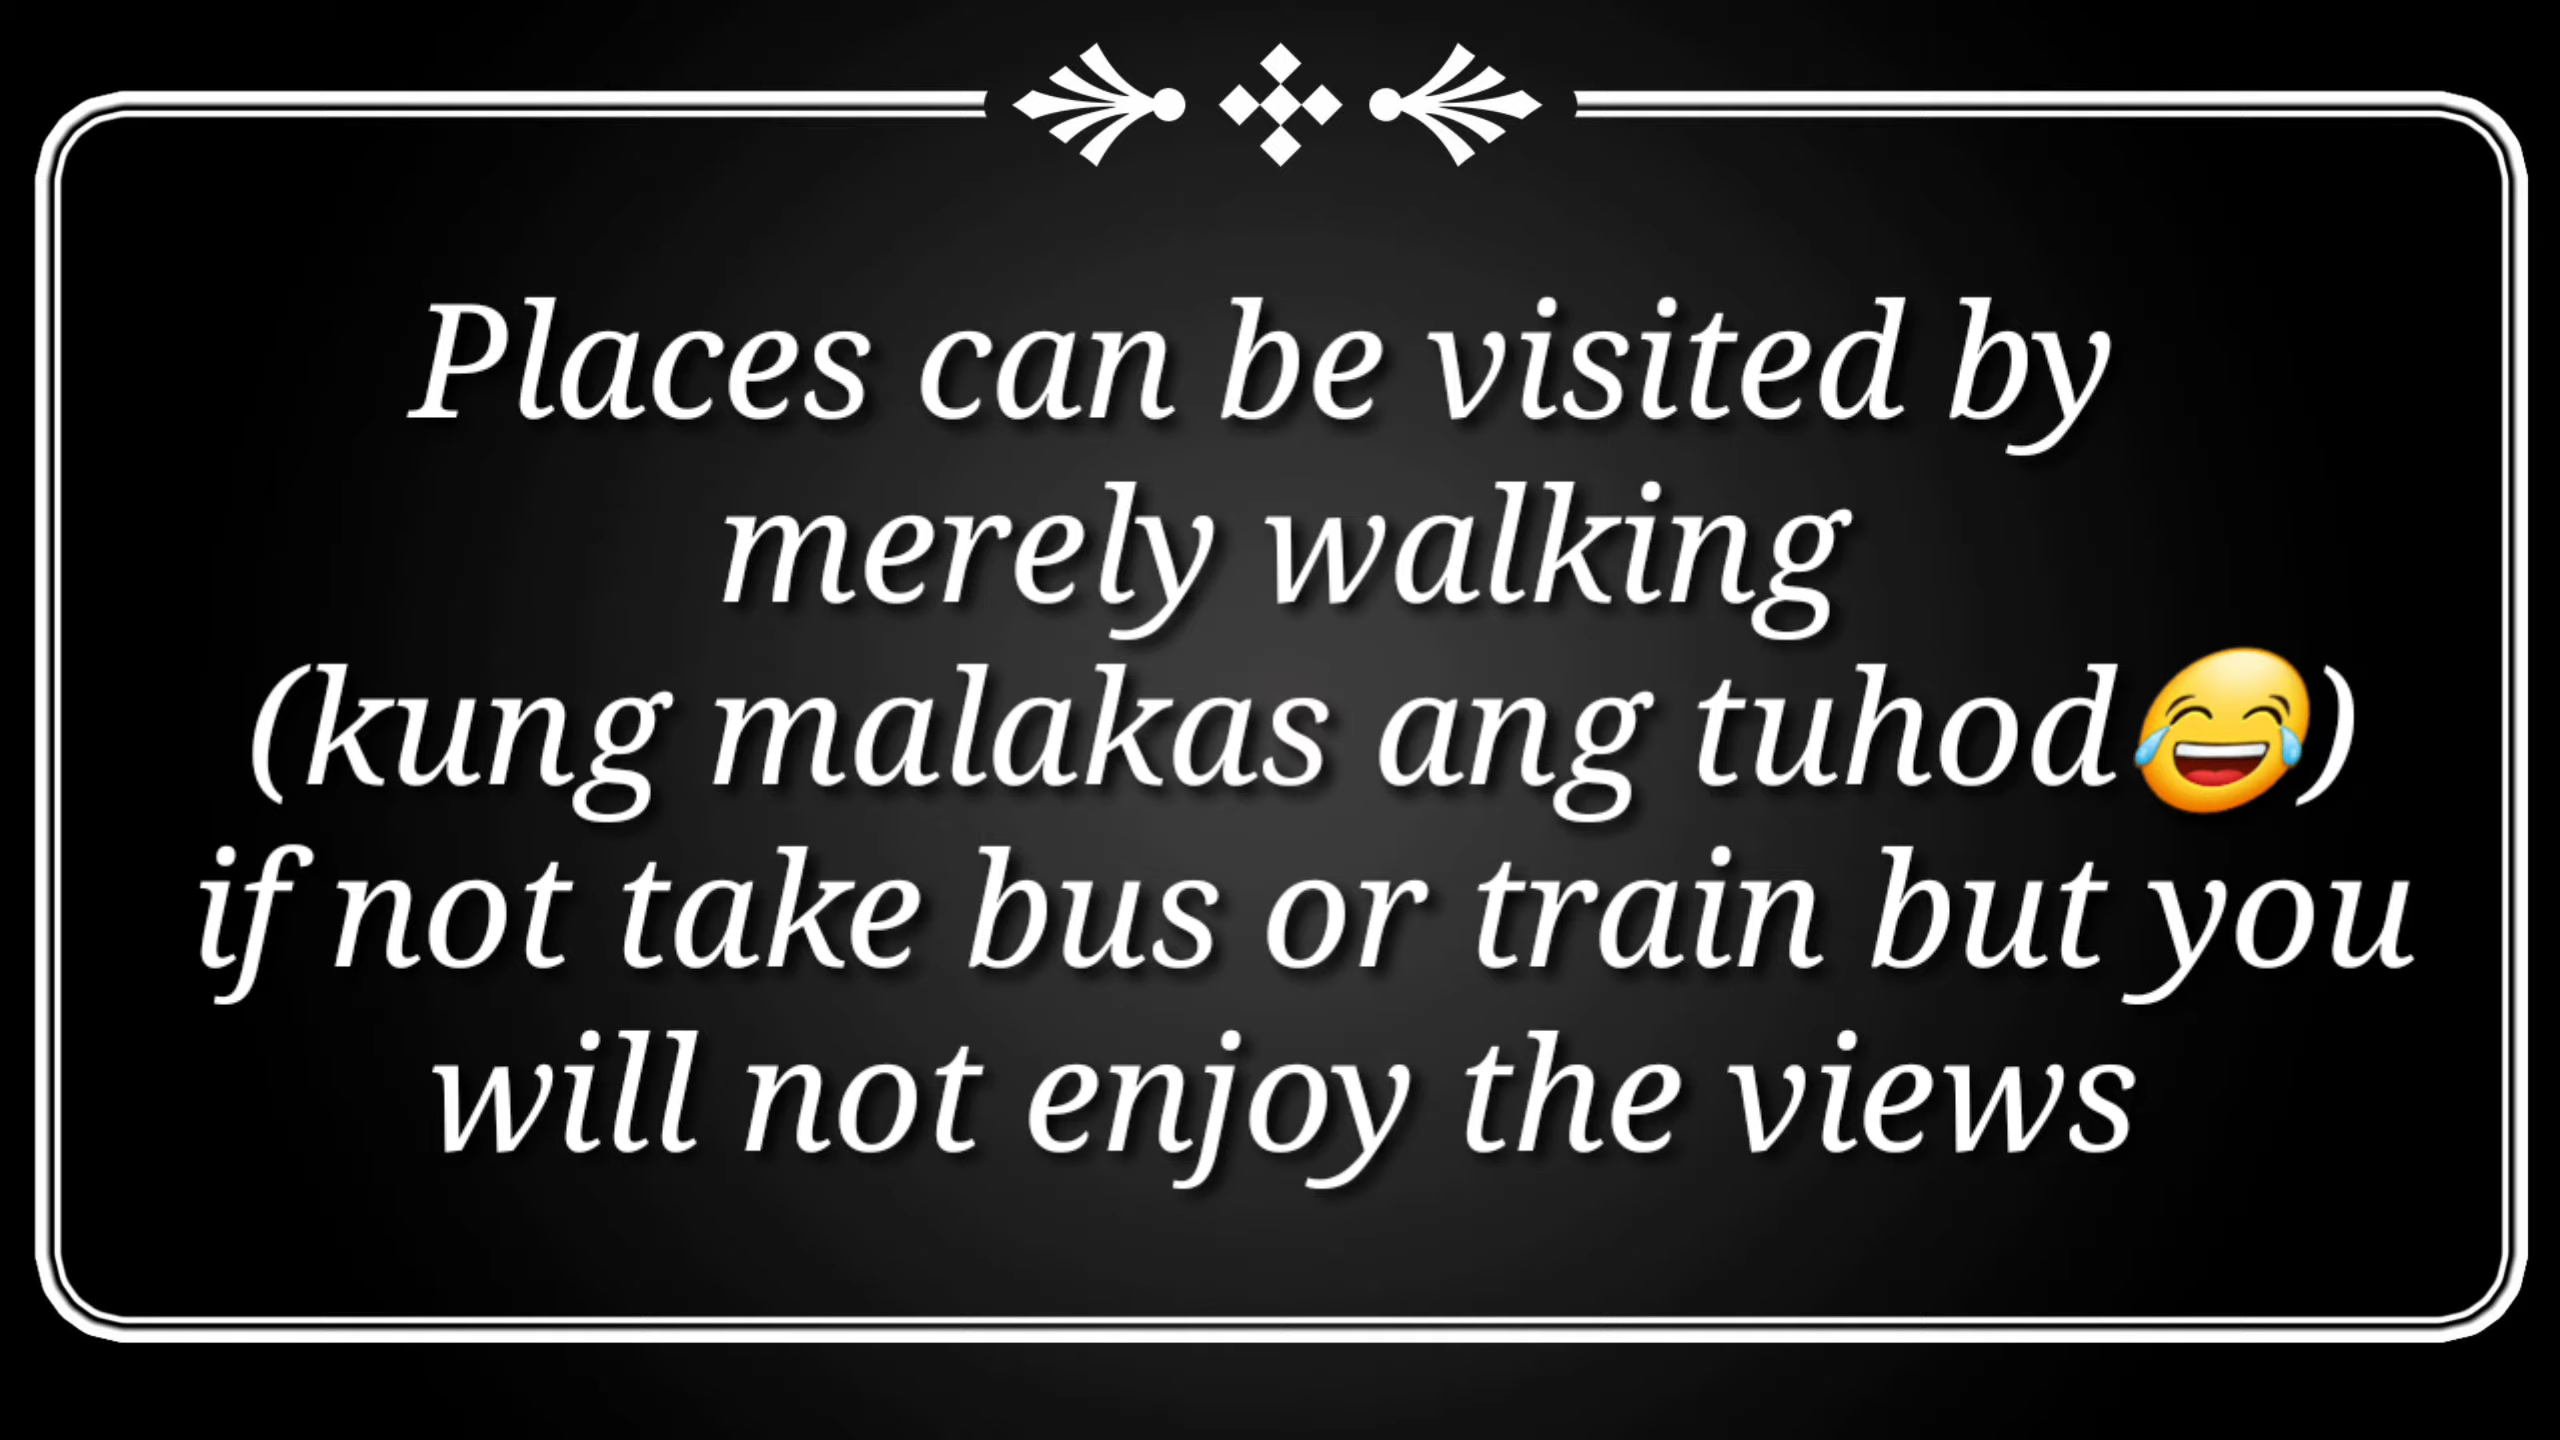 Places can be visited by
merely walking
(kung malakas ang tuhod😂)
if not take bus or train but you
will not enjoy the views